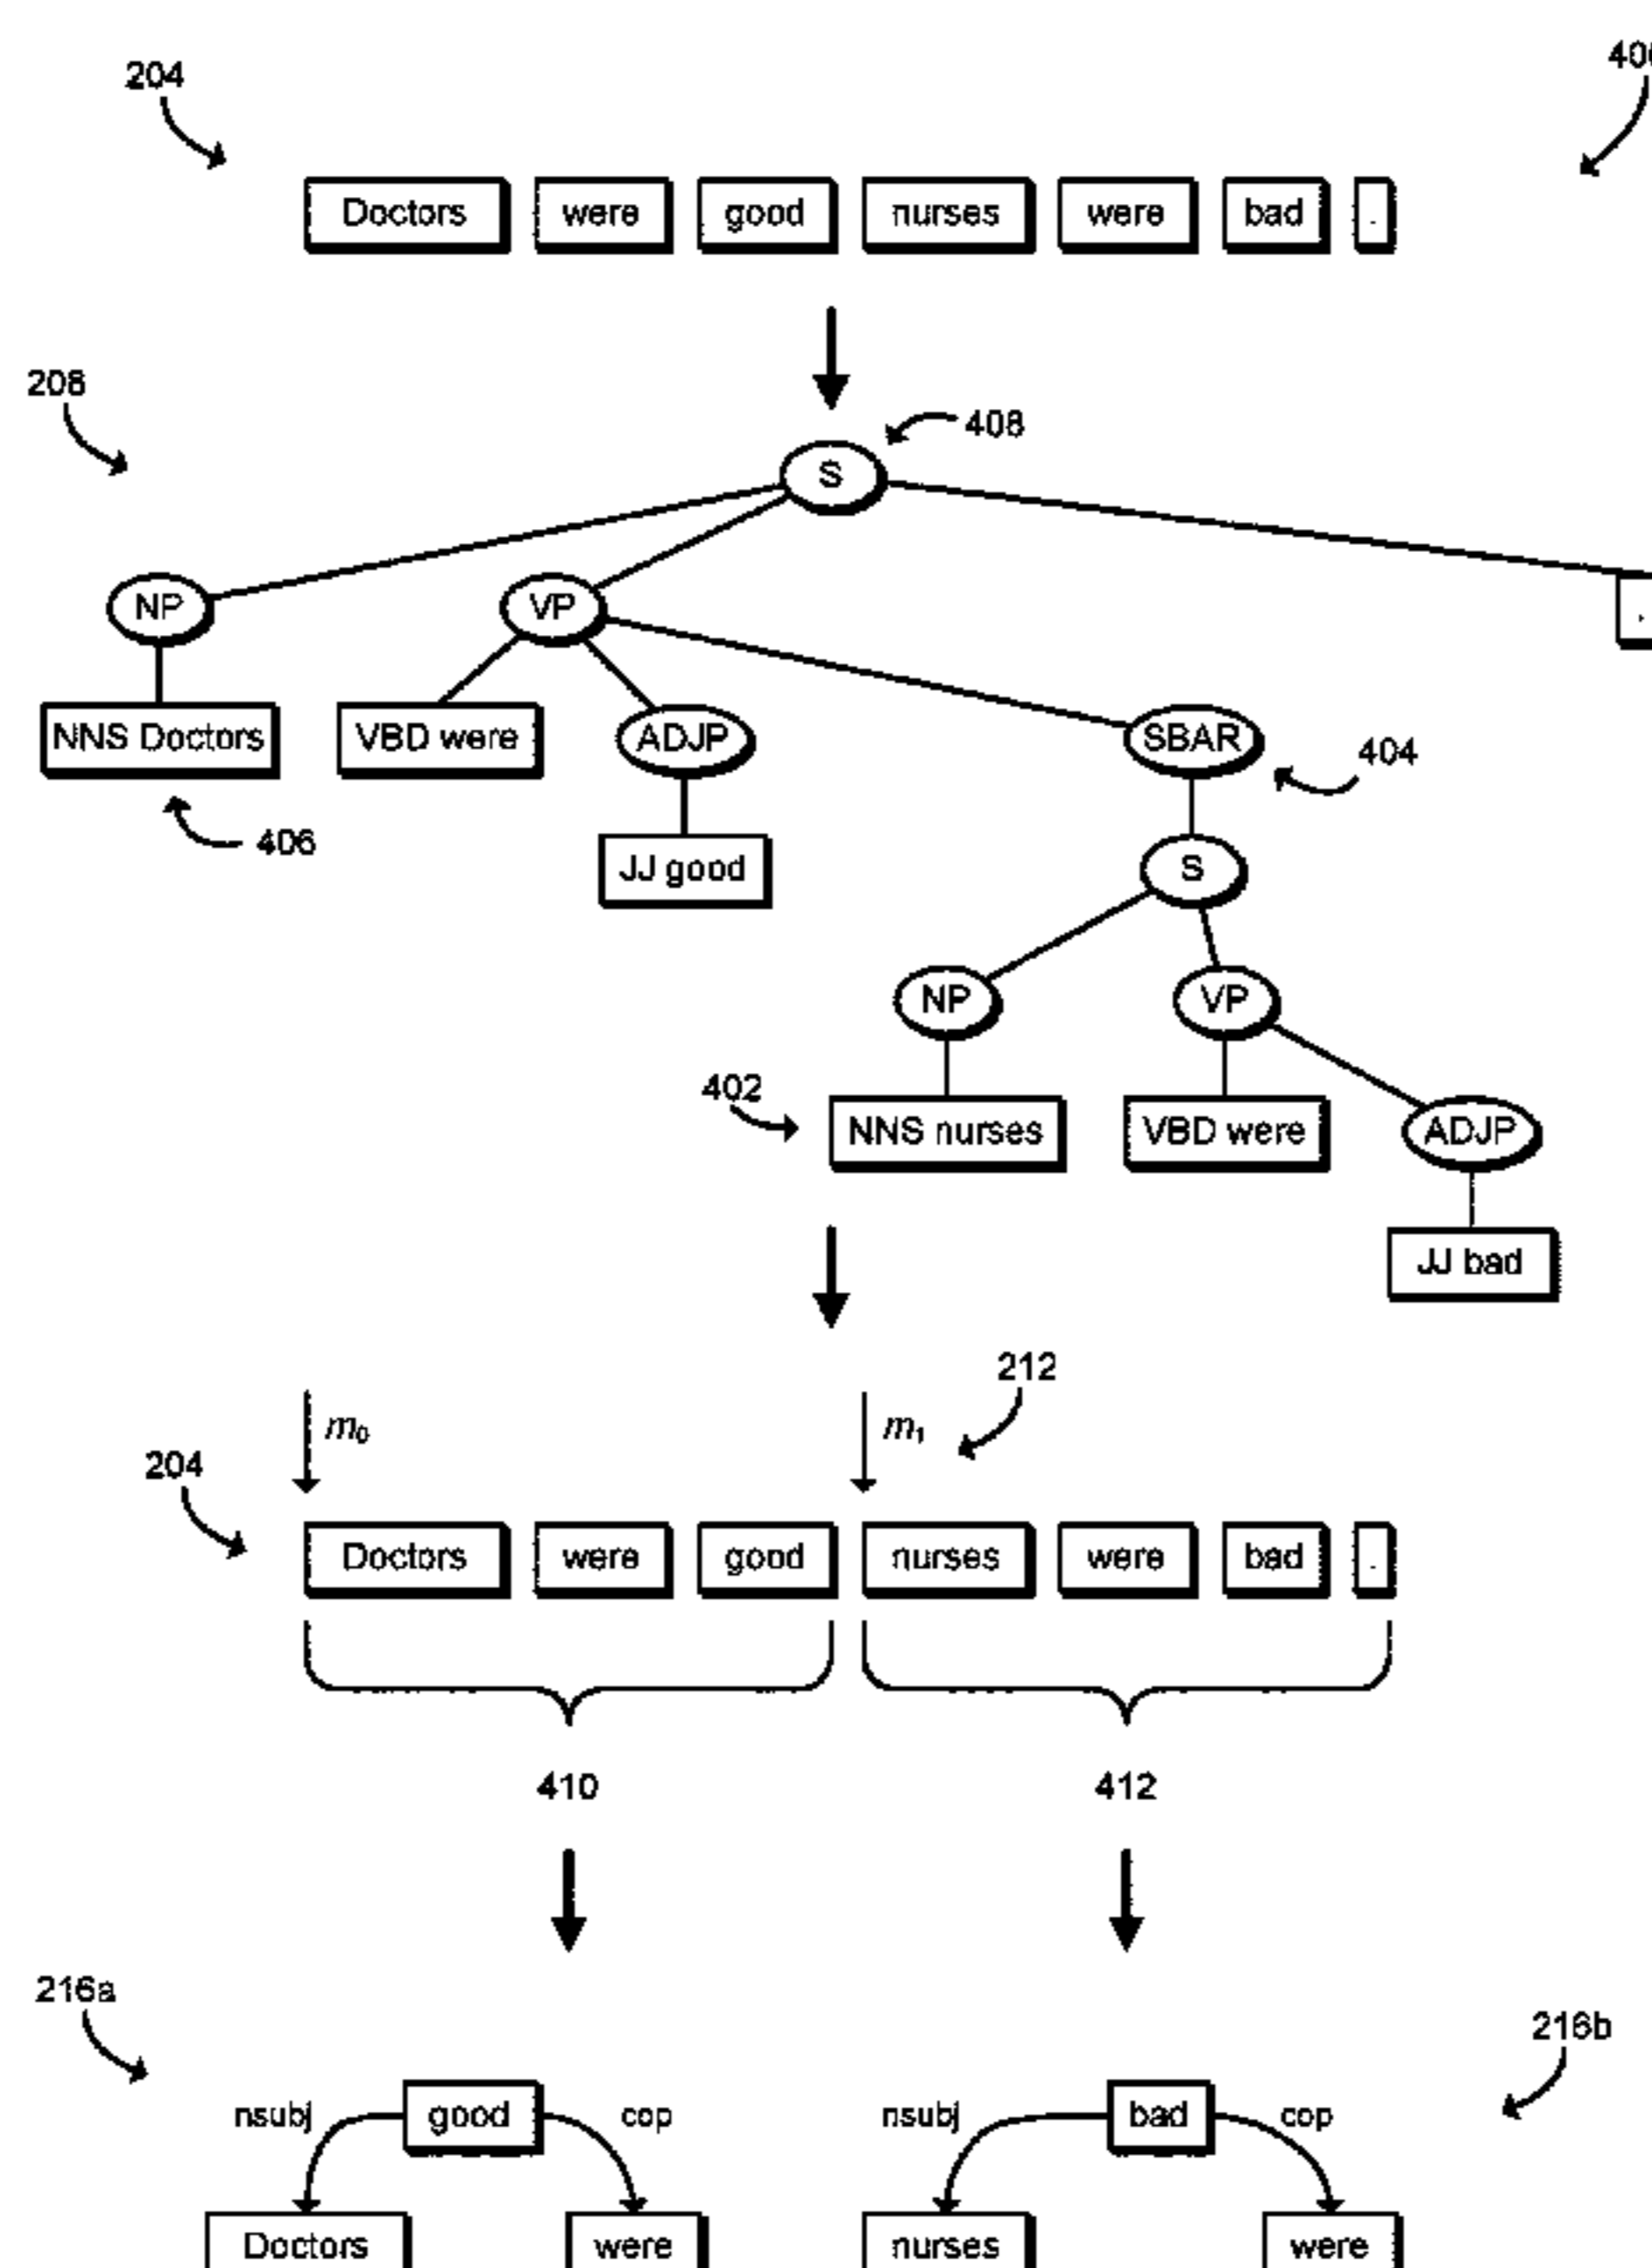 204
400
Doctors were good nurses were bad .
208
408
S
NP VP .
NNS Doctors VBD were ADJP SBAR 404
406
JJ good S
NP VP
402
NNS nurses VBD were ADJP
JJ bad
212
m0 m1
204
Doctors were good nurses were bad .
410 412
216a
216b
nsubj good cop nsubj bad cop
Doctors were nurses were